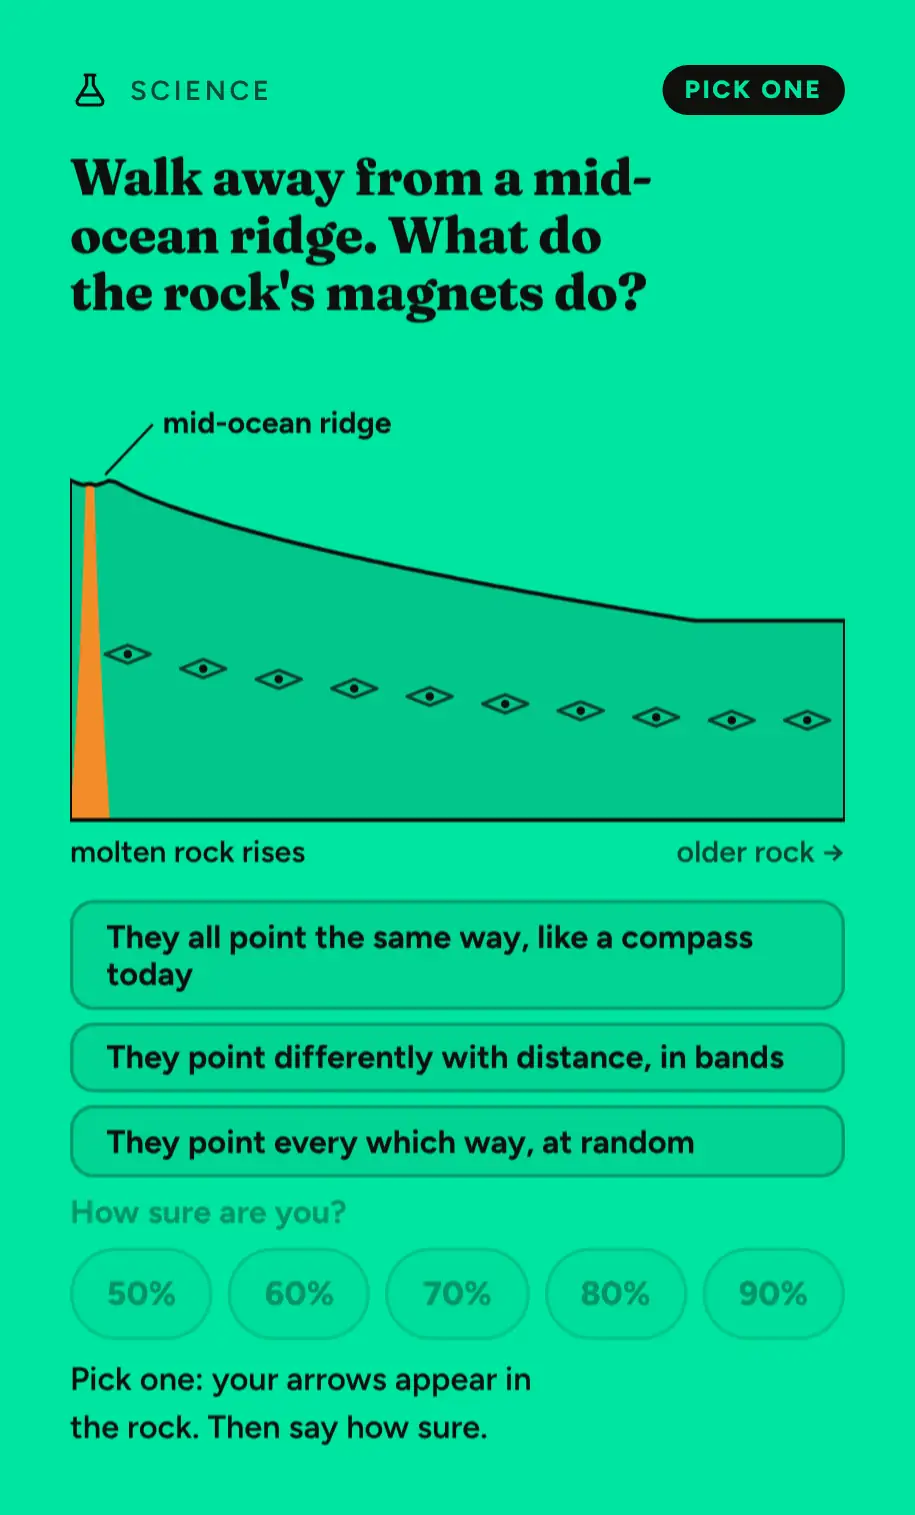 SCIENCE
PICK ONE
Walk away from a mid-
ocean ridge. What do
the rock's magnets do?
mid-ocean ridge
molten rock rises
older rock →
They all point the same way, like a compass
today
They point differently with distance, in bands
They point every which way, at random
How sure are you?
50%
60%
70%
80%
90%
Pick one: your arrows appear in
the rock. Then say how sure.